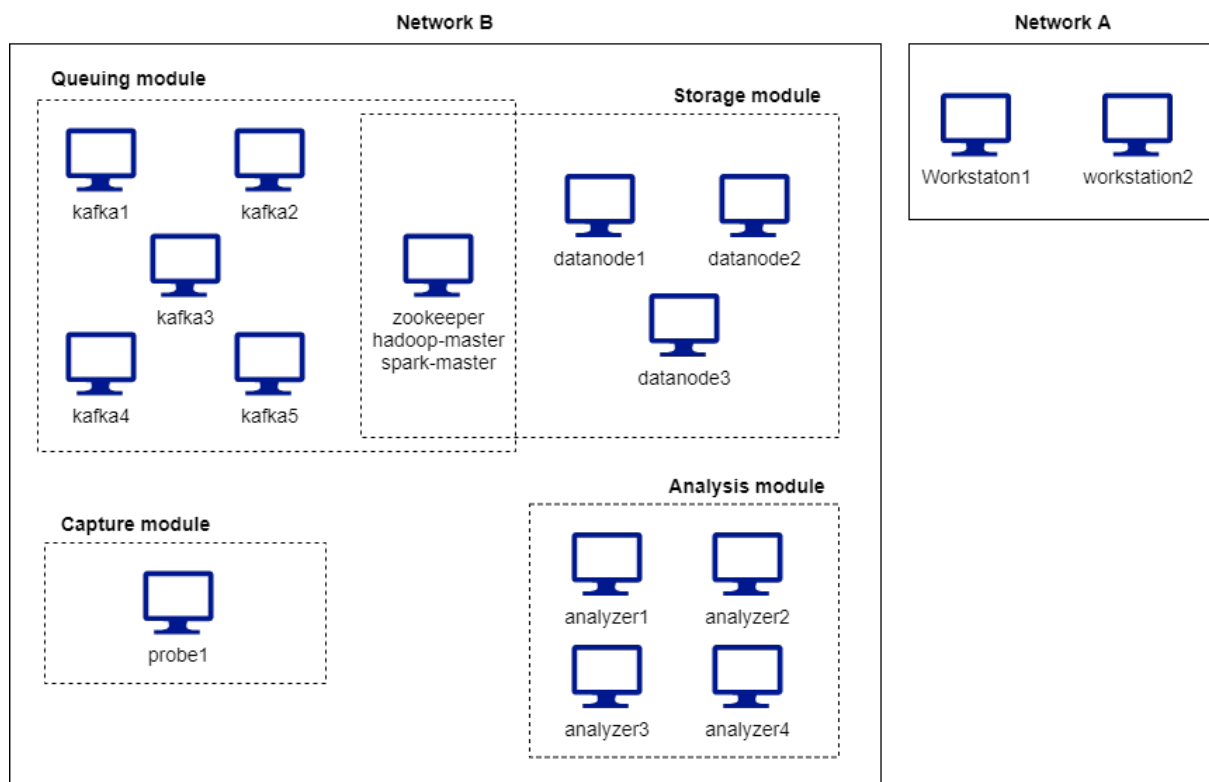 Network B
Network A
Queuing module
Storage module
kafka1
kafka2
kafka3
kafka4
kafka5
zookeeper
hadoop-master
spark-master
datanode1
datanode2
datanode3
Workstaton1
workstation2
Capture module
probe1
Analysis module
analyzer1
analyzer2
analyzer3
analyzer4